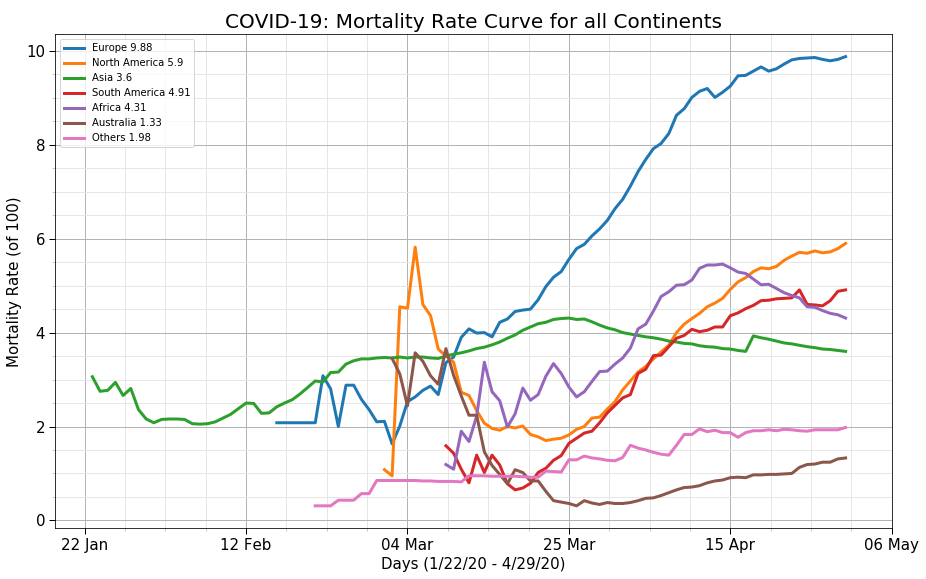 COVID-19: Mortality Rate Curve for all Continents
Europe 9.88
North America 5.9
Asia 3.6
South America 4.91
Africa 4.31
Australia 1.33
Others 1.98
Mortality Rate (of 100)
10
8
6
4
2
0
22 Jan
12 Feb
04 Mar
25 Mar
15 Apr
06 May
Days (1/22/20 - 4/29/20)